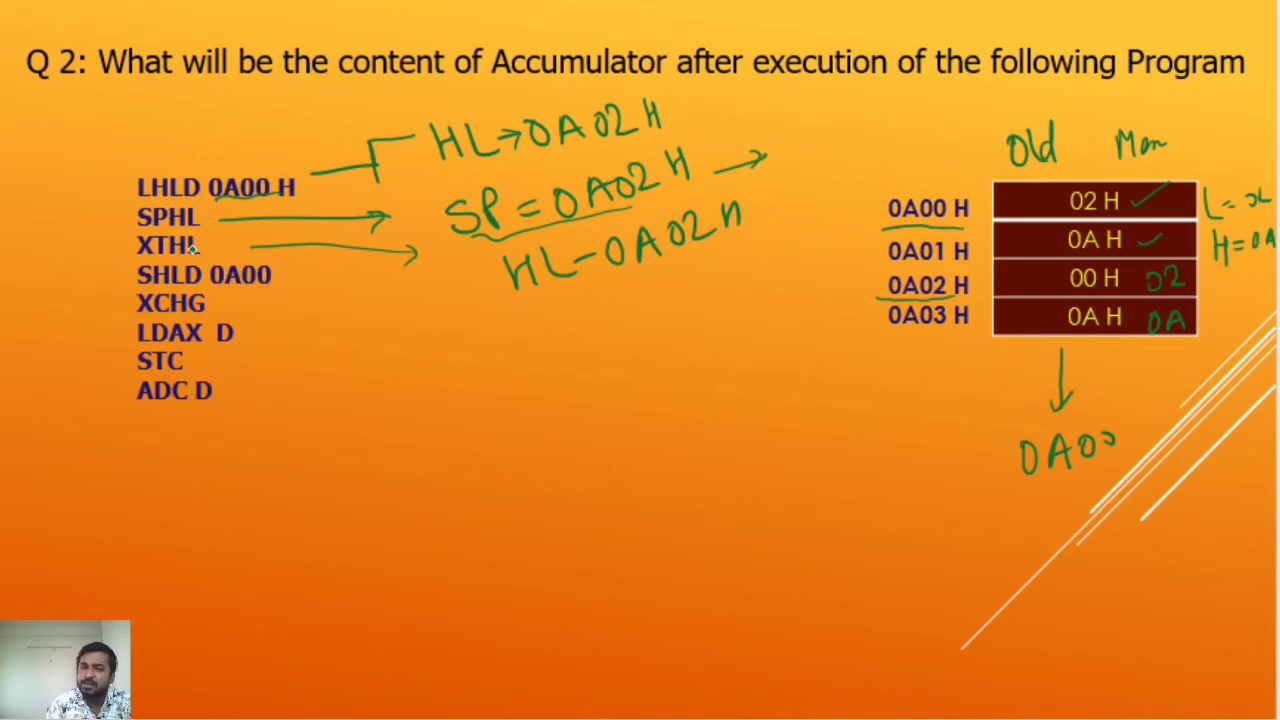 Q 2: What will be the content of Accumulator after execution of the following Program
LHLD 0A00 H
SPHL
XTHL
SHLD 0A00
XCHG
LDAX D
STC
ADC D
HL→0A02H
SP=0A02H →
HL-0A02H
Old
0A00 H 02 H
0A01 H 0A H H=0A
0A02 H 00 H 02
0A03 H 0A H 0A
0A00